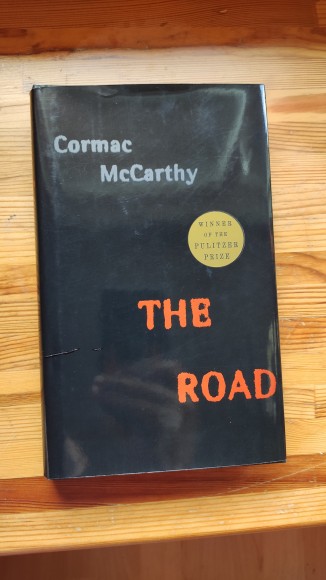 Cormac
McCarthy
WINNER
OF THE
PULITZER
PRIZE
THE
ROAD